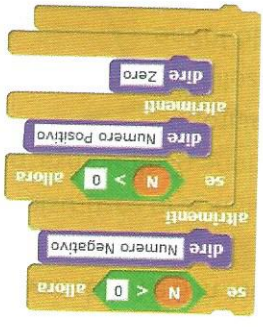 se N < 0 allora
dire Numero Negativo
altrimenti
se N > 0 allora
dire Numero Positivo
altrimenti
dire Zero